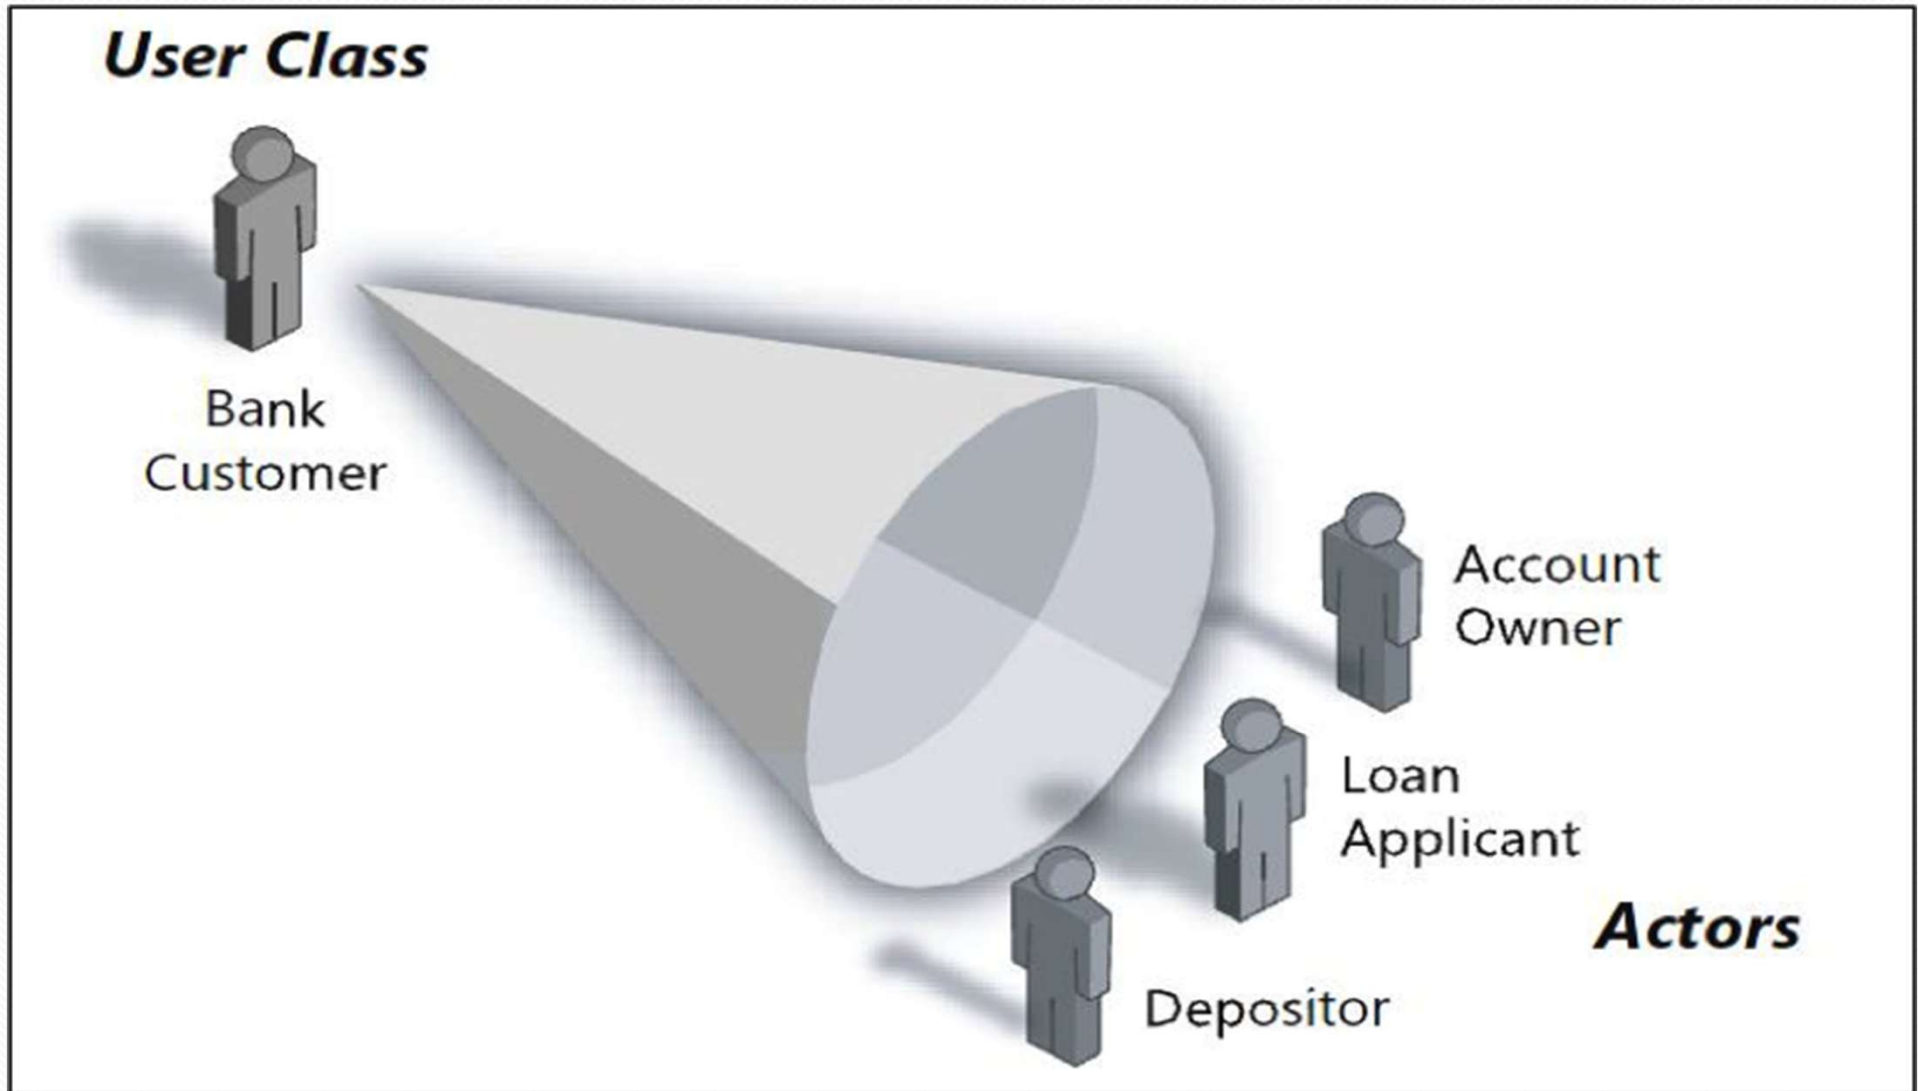 User Class
Bank
Customer
Account
Owner
Loan
Applicant
Actors
Depositor